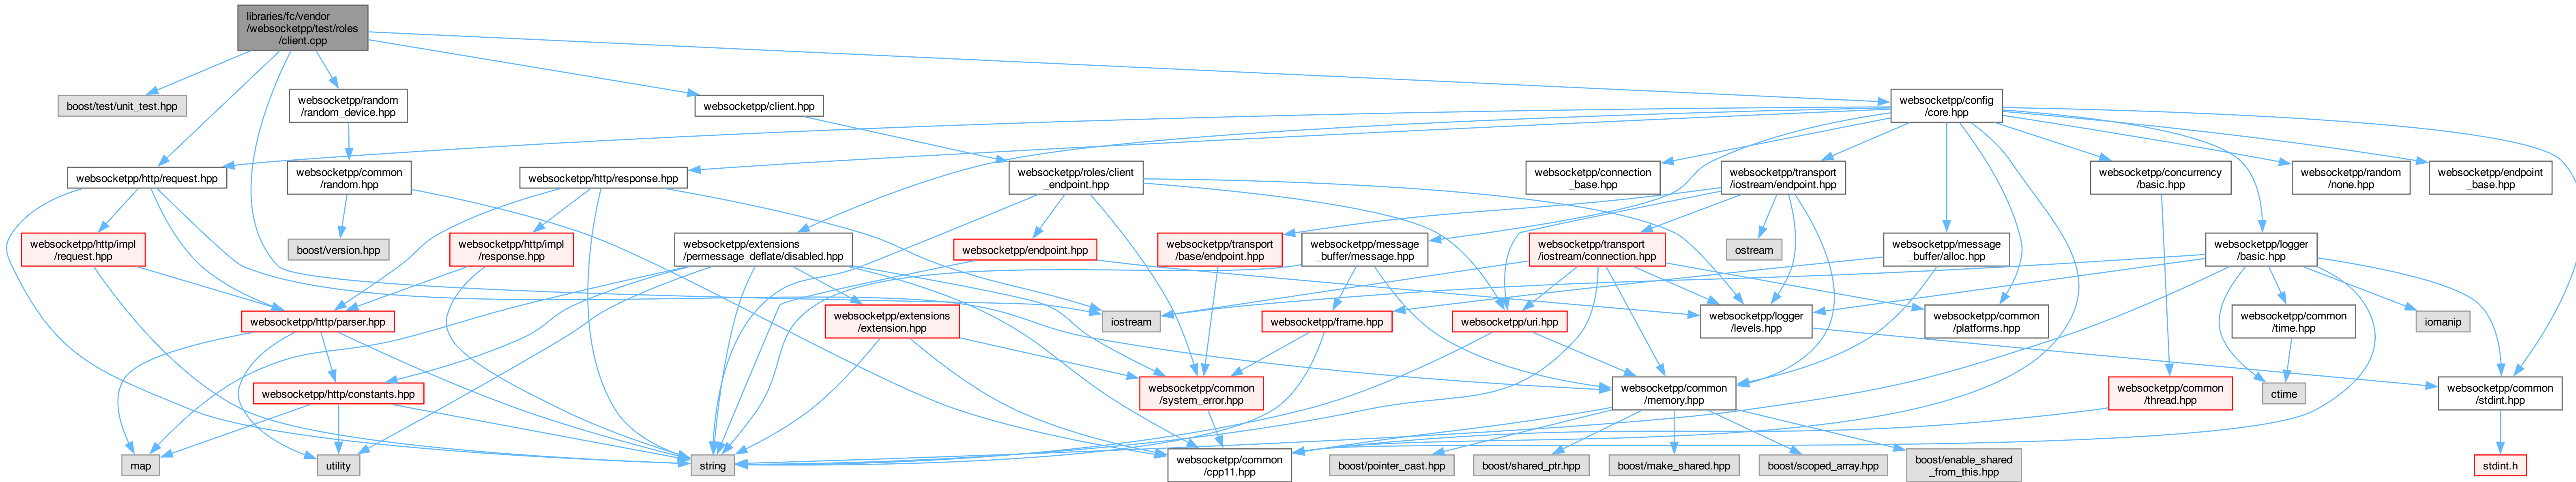 libraries/fc/vendor
/websocketpp/test/roles
/client.cpp
boost/test/unit_test.hpp
websocketpp/random
/random_device.hpp
websocketpp/client.hpp
websocketpp/config
/core.hpp
websocketpp/http/request.hpp
websocketpp/common
/random.hpp
websocketpp/http/response.hpp
websocketpp/roles/client
_endpoint.hpp
websocketpp/connection
_base.hpp
websocketpp/transport
/iostream/endpoint.hpp
websocketpp/concurrency
/basic.hpp
websocketpp/random
/none.hpp
websocketpp/endpoint
_base.hpp
websocketpp/http/impl
/request.hpp
boost/version.hpp
websocketpp/http/impl
/response.hpp
websocketpp/extensions
/permessage_deflate/disabled.hpp
websocketpp/endpoint.hpp
websocketpp/transport
/base/endpoint.hpp
websocketpp/message
_buffer/message.hpp
websocketpp/transport
/iostream/connection.hpp
ostream
websocketpp/message
_buffer/alloc.hpp
websocketpp/logger
/basic.hpp
websocketpp/http/parser.hpp
websocketpp/extensions
/extension.hpp
iostream
websocketpp/frame.hpp
websocketpp/uri.hpp
websocketpp/logger
/levels.hpp
websocketpp/common
/platforms.hpp
websocketpp/common
/time.hpp
iomanip
websocketpp/http/constants.hpp
websocketpp/common
/system_error.hpp
websocketpp/common
/memory.hpp
websocketpp/common
/thread.hpp
ctime
websocketpp/common
/stdint.hpp
map
utility
string
websocketpp/common
/cpp11.hpp
boost/pointer_cast.hpp
boost/shared_ptr.hpp
boost/make_shared.hpp
boost/scoped_array.hpp
boost/enable_shared
_from_this.hpp
stdint.h